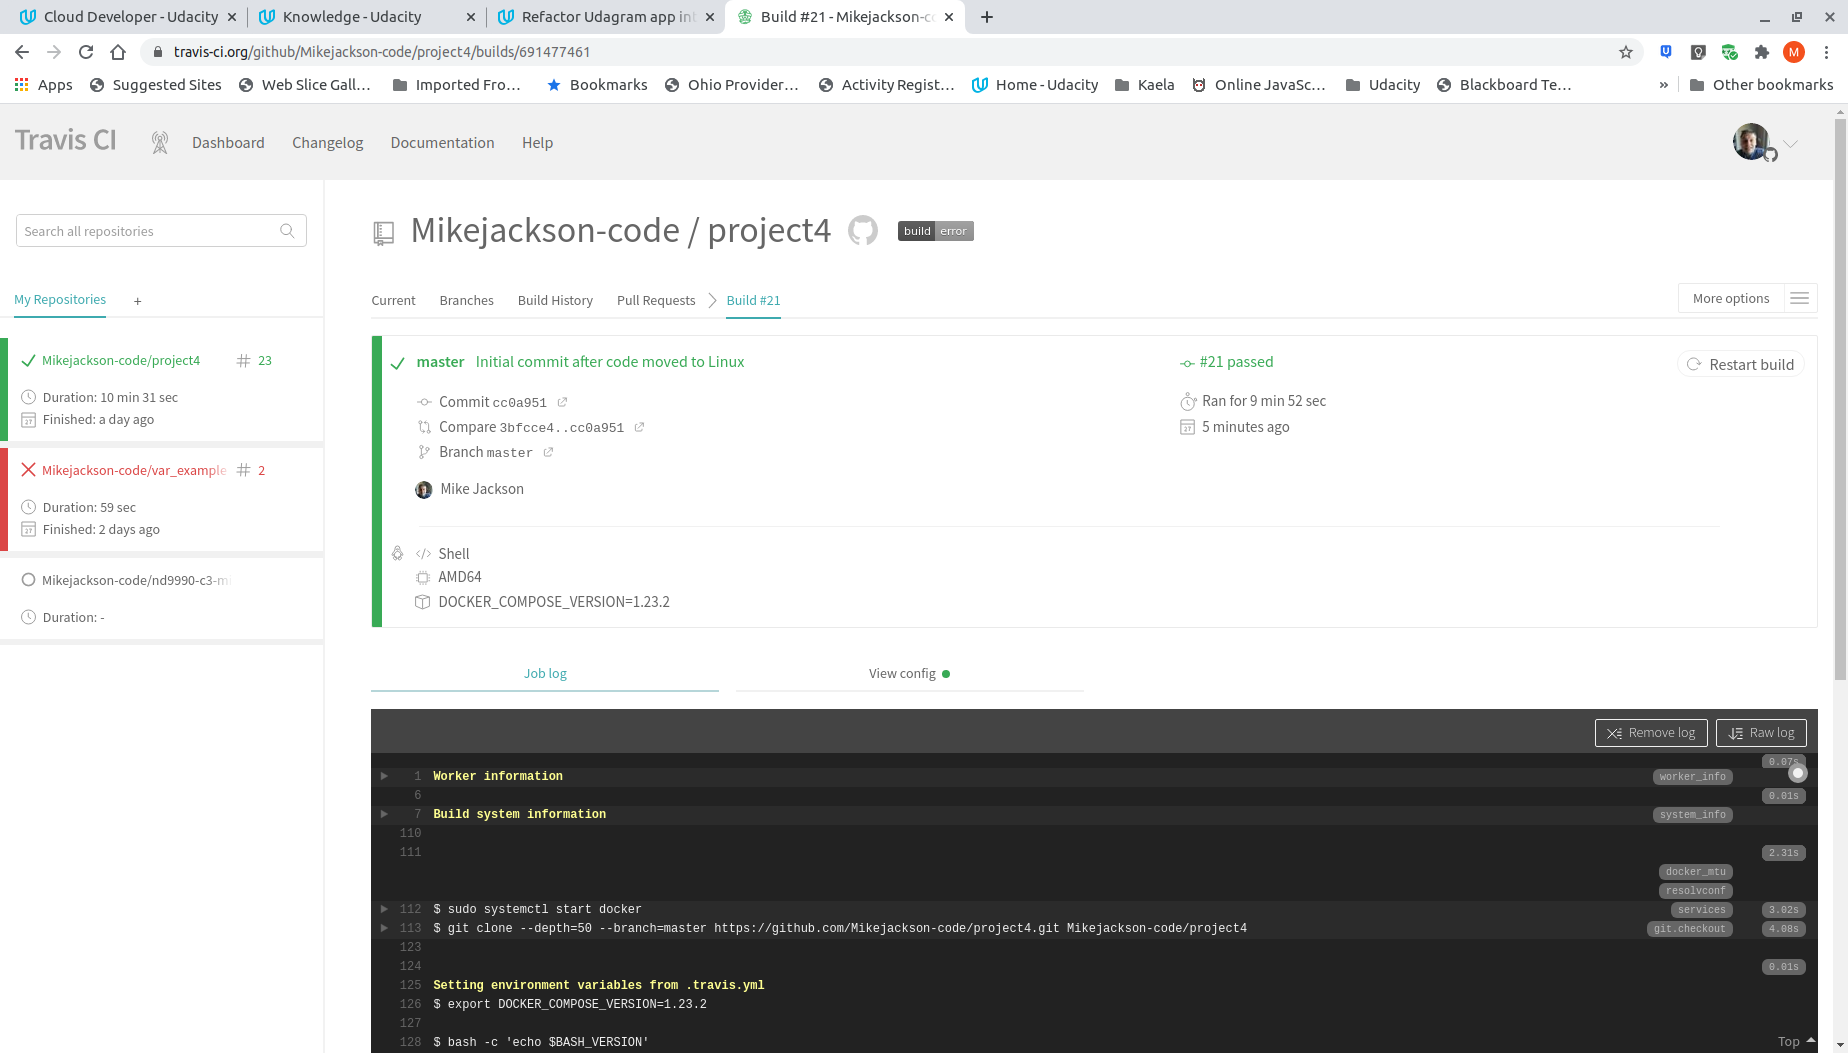 Cloud Developer - Udacity
Knowledge - Udacity
Refactor Udagram app int
Build #21 - Mikejackson-co
travis-ci.org/github/Mikejackson-code/project4/builds/691477461
M
Apps
Suggested Sites
Web Slice Gall...
Imported Fro...
Bookmarks
Ohio Provider...
Activity Regist...
Home - Udacity
Kaela
Online JavaSc...
Udacity
Blackboard Te...
»
Other bookmarks
Travis CI
Dashboard
Changelog
Documentation
Help
Search all repositories
My Repositories +
Mikejackson-code/project4 # 23
Duration: 10 min 31 sec
Finished: a day ago
Mikejackson-code/var_example # 2
Duration: 59 sec
Finished: 2 days ago
Mikejackson-code/nd9990-c3-m
Duration: -
Mikejackson-code / project4
build error
Current
Branches
Build History
Pull Requests
Build #21
More options
master Initial commit after code moved to Linux
#21 passed
Restart build
Commit cc0a951
Ran for 9 min 52 sec
Compare 3bfcce4..cc0a951
5 minutes ago
Branch master
Mike Jackson
</> Shell
AMD64
DOCKER_COMPOSE_VERSION=1.23.2
Job log
View config
Remove log
Raw log
0.07s
1 Worker information worker_info
6 0.01s
7 Build system information system_info
110
111 2.31s
docker_mtu
resolvconf
112 $ sudo systemctl start docker services 3.02s
113 $ git clone --depth=50 --branch=master https://github.com/Mikejackson-code/project4.git Mikejackson-code/project4 git.checkout 4.08s
123
124 0.01s
125 Setting environment variables from .travis.yml
126 $ export DOCKER_COMPOSE_VERSION=1.23.2
127
128 $ bash -c 'echo $BASH_VERSION'
Top